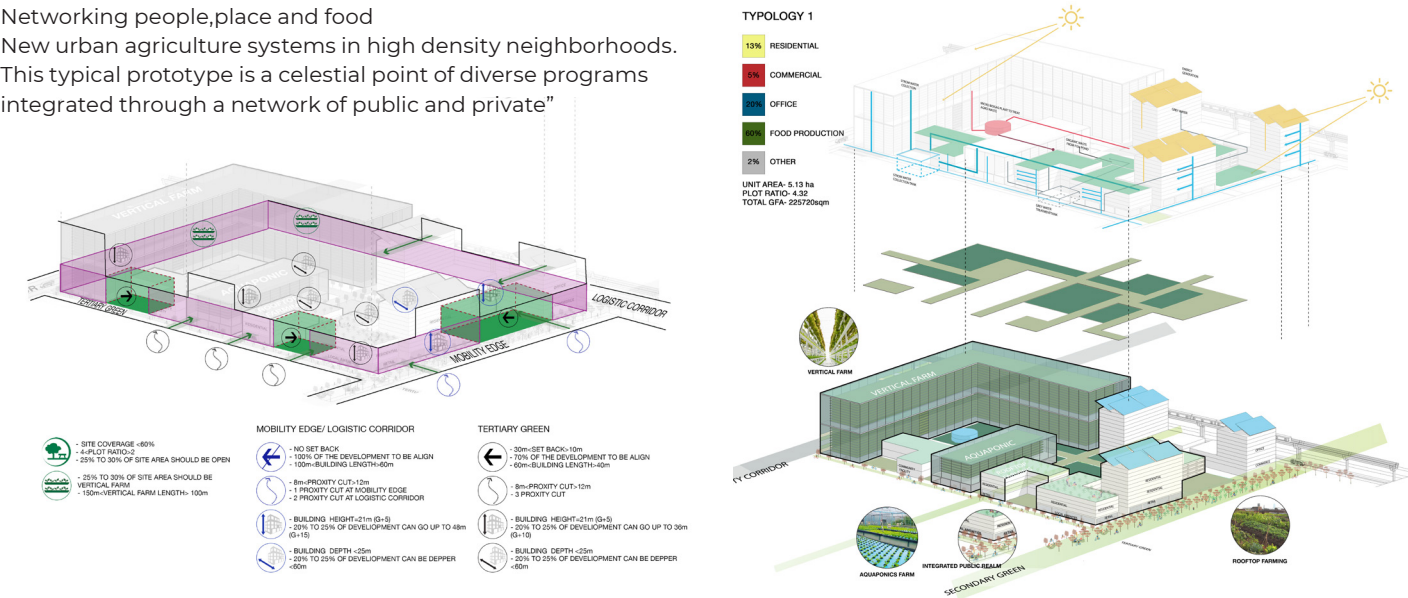 Networking people,place and food
New urban agriculture systems in high density neighborhoods.
This typical prototype is a celestial point of diverse programs
integrated through a network of public and private”
VERTICAL FARM
TERTIARY GREEN
MOBILITY EDGE
LOGISTIC CORRIDOR
- SITE COVERAGE <60%
- 4<PLOT RATIO>2
- 25% TO 30% OF SITE AREA SHOULD BE OPEN
- 25% TO 30% OF SITE AREA SHOULD BE
VERTICAL FARM
- 150m<VERTICAL FARM LENGTH> 100m
MOBILITY EDGE/ LOGISTIC CORRIDOR
- NO SET BACK
- 100% OF THE DEVELOPMENT TO BE ALIGN
- 100m<BUILDING LENGTH>60m
- 8m<PROXITY CUT>12m
- 1 PROXITY CUT AT MOBILITY EDGE
- 2 PROXITY CUT AT LOGISTIC CORRIDOR
- BUILDING HEIGHT=21m (G+5)
- 20% TO 25% OF DEVELOPMENT CAN GO UP TO 48m
(G+15)
- BUILDING DEPTH <25m
- 20% TO 25% OF DEVELIOPMENT CAN BE DEPPER
<60m
TERTIARY GREEN
- 30m<SET BACK>10m
- 70% OF THE DEVELOPMENT TO BE ALIGN
- 60m<BUILDING LENGTH>40m
- 8m<PROXITY CUT>12m
- 3 PROXITY CUT
- BUILDING HEIGHT=21m (G+5)
- 20% TO 25% OF DEVELOPMENT CAN GO UP TO 36m
(G+10)
- BUILDING DEPTH <25m
- 20% TO 25% OF DEVELIOPMENT CAN BE DEPPER
<60m
TYPOLOGY 1
13% RESIDENTIAL
5% COMMERCIAL
20% OFFICE
60% FOOD PRODUCTION
2% OTHER
UNIT AREA- 5.13 ha
PLOT RATIO- 4.32
TOTAL GFA- 225720sqm
VERTICAL FARM
VERTICAL FARM
AQUAPONIC
TY CORRIDOR
OFFICE
RESIDENTIAL
RESIDENTIAL
AQUAPONICS FARM
INTEGRATED PUBLIC REALM
ROOFTOP FARMING
SECONDARY GREEN